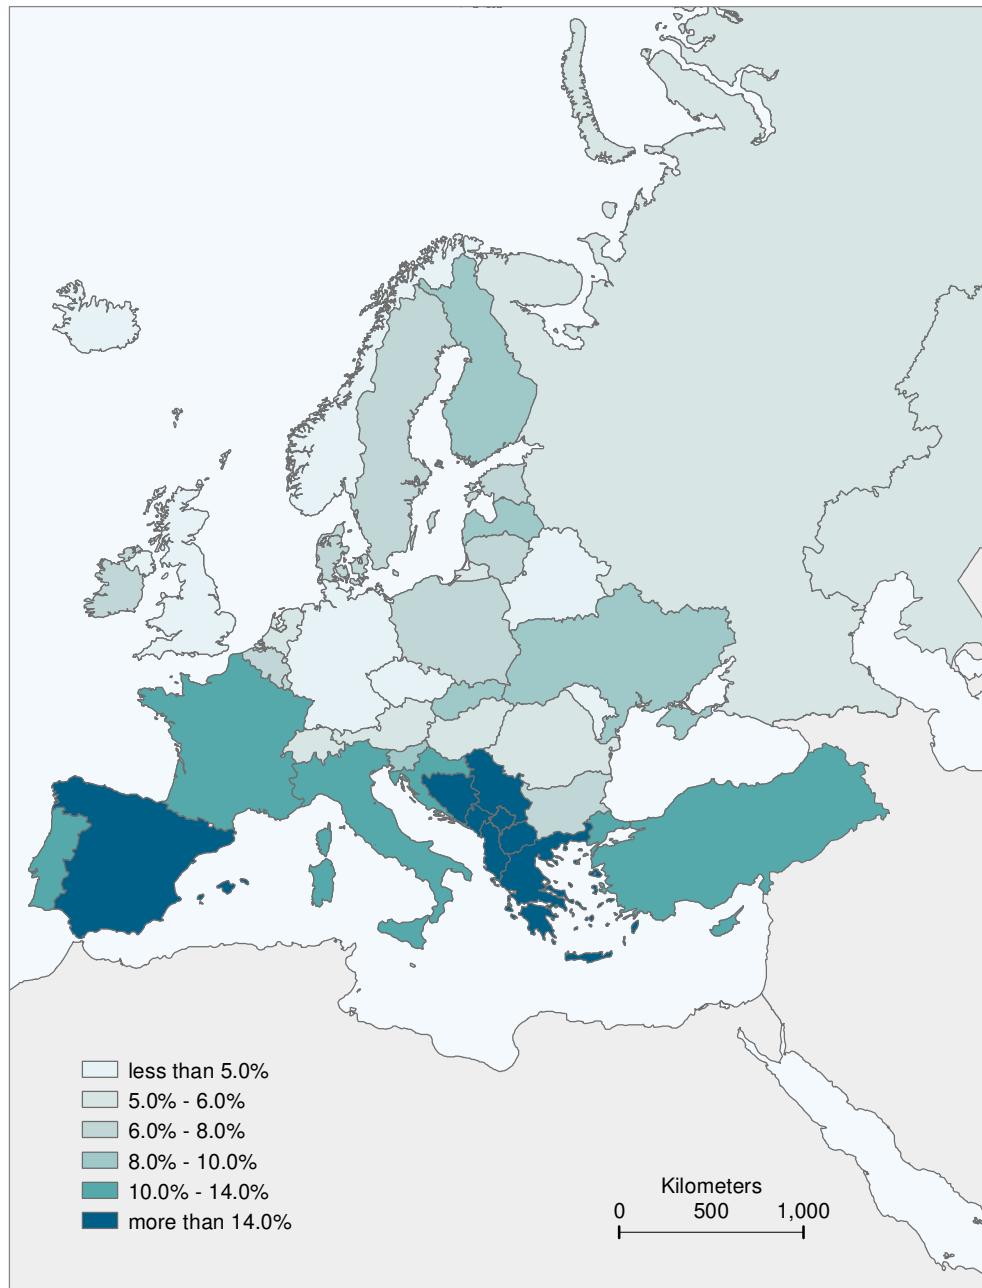 less than 5.0%
5.0% - 6.0%
6.0% - 8.0%
8.0% - 10.0%
10.0% - 14.0%
more than 14.0%
Kilometers
0 500 1,000